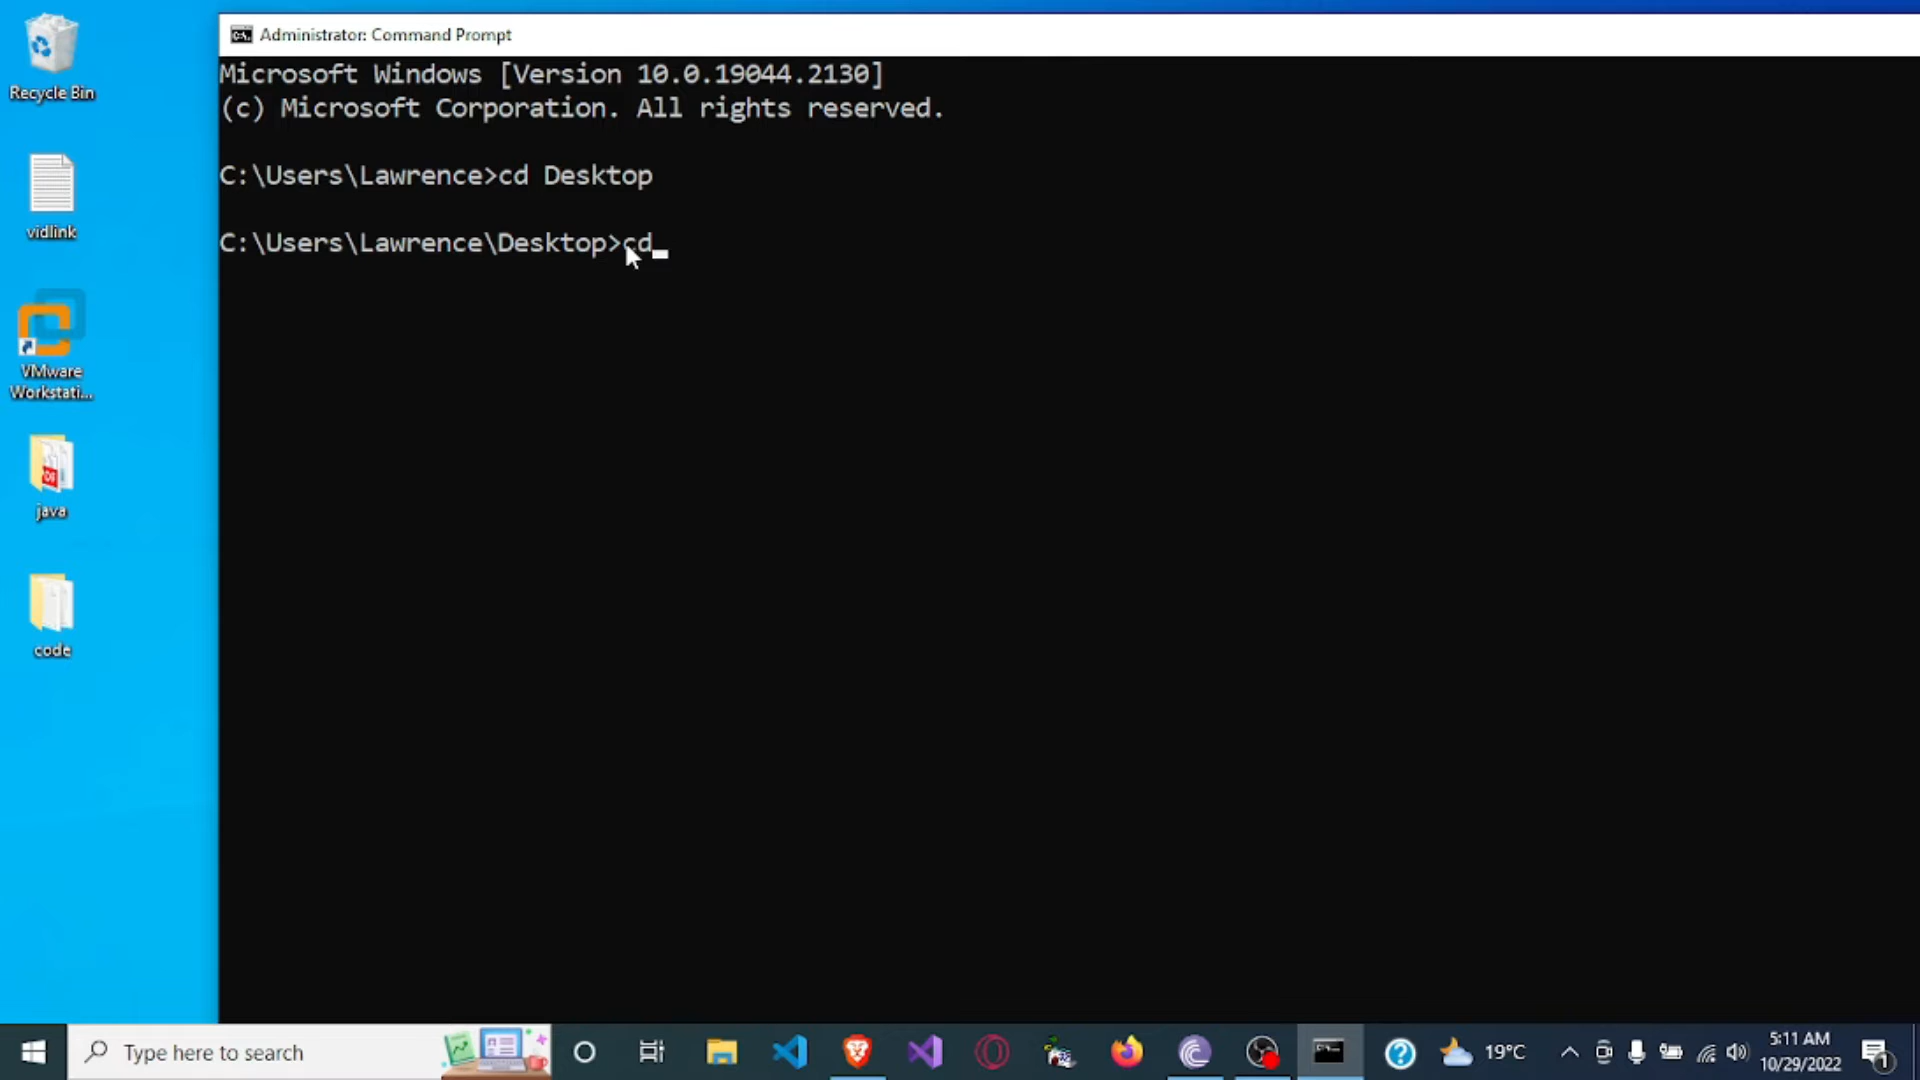 Recycle Bin
vidlink
VMware
Workstati...
java
code
Administrator: Command Prompt
Microsoft Windows [Version 10.0.19044.2130]
(c) Microsoft Corporation. All rights reserved.
C:\Users\Lawrence>cd Desktop
C:\Users\Lawrence\Desktop>cd
Type here to search
19°C
5:11 AM
10/29/2022
1